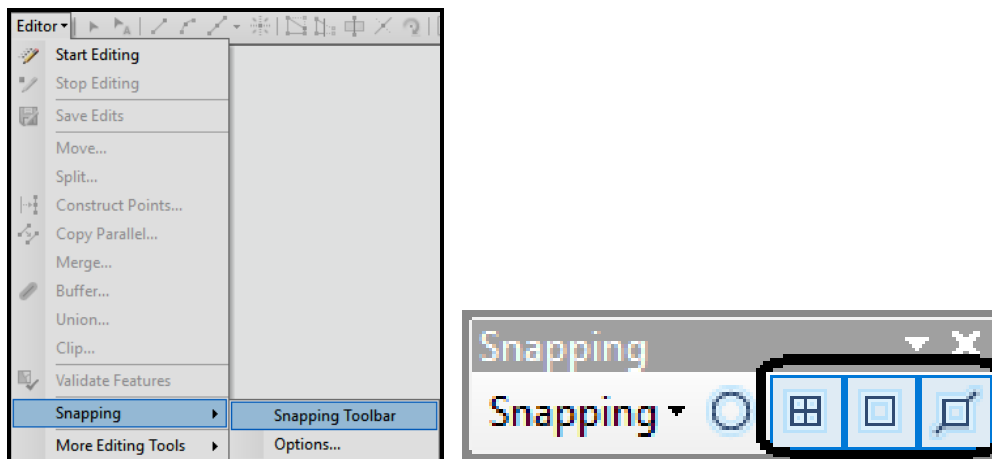 Editor
Start Editing
Stop Editing
Save Edits
Move...
Split...
Construct Points...
Copy Parallel...
Merge...
Buffer...
Union...
Clip...
Validate Features
Snapping
Snapping Toolbar
More Editing Tools
Options...
Snapping
Snapping